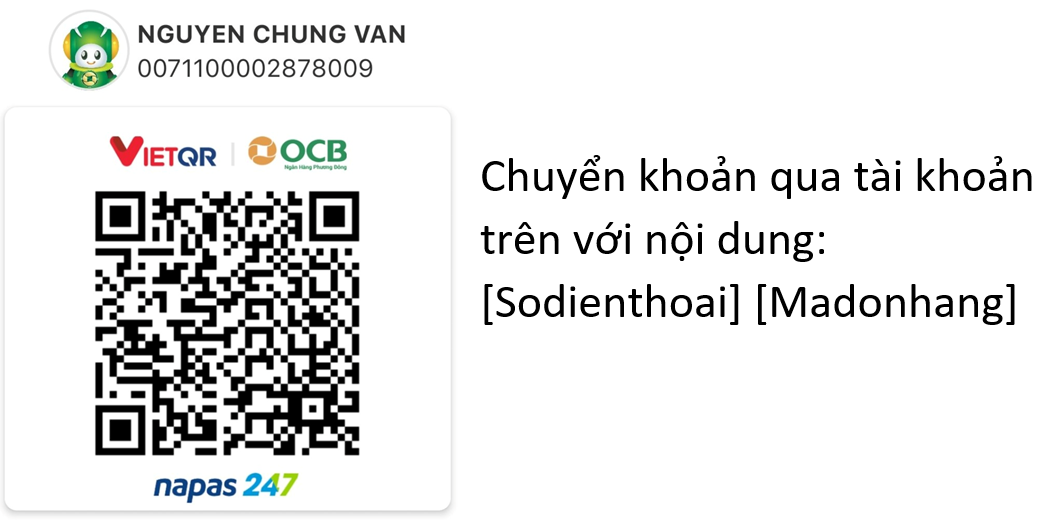 NGUYEN CHUNG VAN
0071100002878009
VIETQR | OCB
Ngân Hàng Phương Đông
Chuyển khoản qua tài khoản
trên với nội dung:
[Sodienthoai] [Madonhang]
napas 247